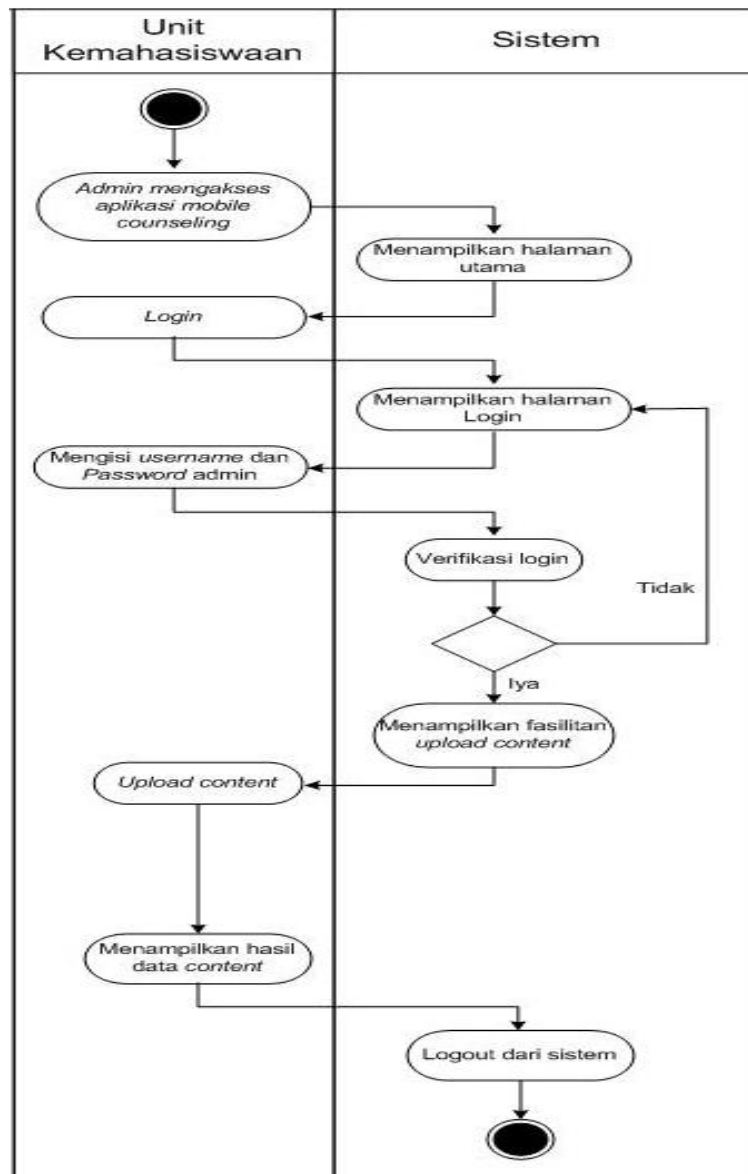 Unit
Kemahasiswaan
Sistem
Admin mengakses
aplikasi mobile
counseling
Menampilkan halaman
utama
Login
Menampilkan halaman
Login
Mengisi username dan
Password admin
Verifikasi login
Tidak
Iya
Menampilkan fasilitan
upload content
Upload content
Menampilkan hasil
data content
Logout dari sistem